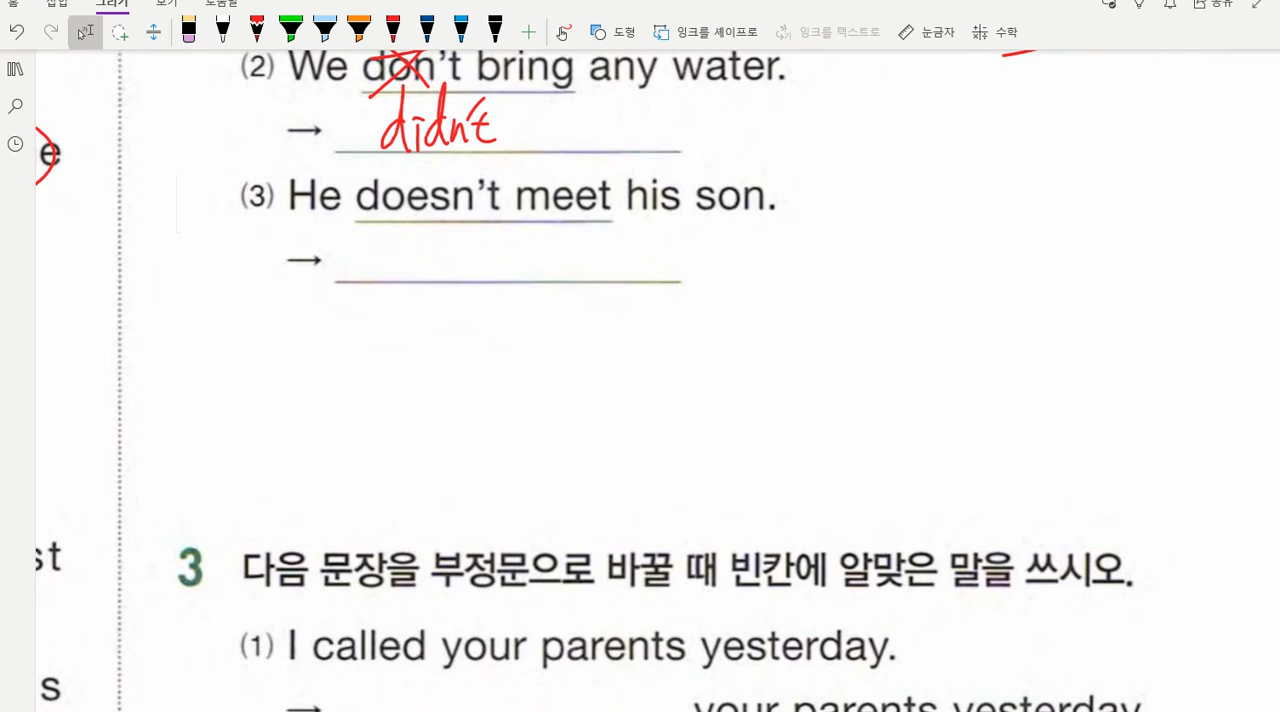 홈 삽입 그리기 보기 도움말 공유
도형 잉크를 셰이프로 잉크를 텍스트로 눈금자 수학
(2) We don't bring any water.
→ didn't
e
(3) He doesn't meet his son.
→
st
3 다음 문장을 부정문으로 바꿀 때 빈칸에 알맞은 말을 쓰시오.
(1) I called your parents yesterday.
s
→ your parents yesterday